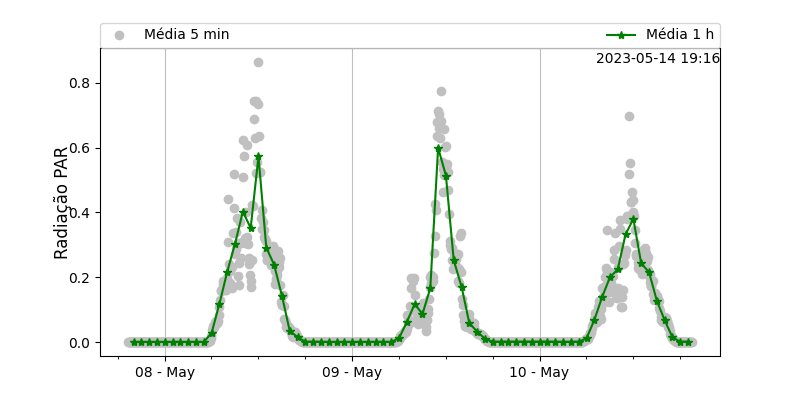 Média 5 min
Média 1 h
2023-05-14 19:16
Radiação PAR
0.8
0.6
0.4
0.2
0.0
08 - May
09 - May
10 - May